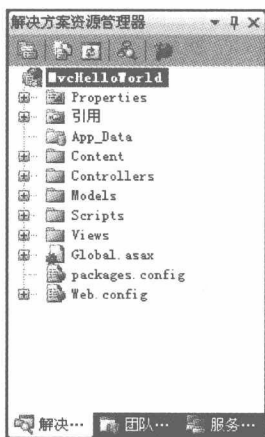 解决方案资源管理器
MvcHelloWorld
Properties
引用
App_Data
Content
Controllers
Models
Scripts
Views
Global.asax
packages.config
Web.config
解决… 团队… 服务…